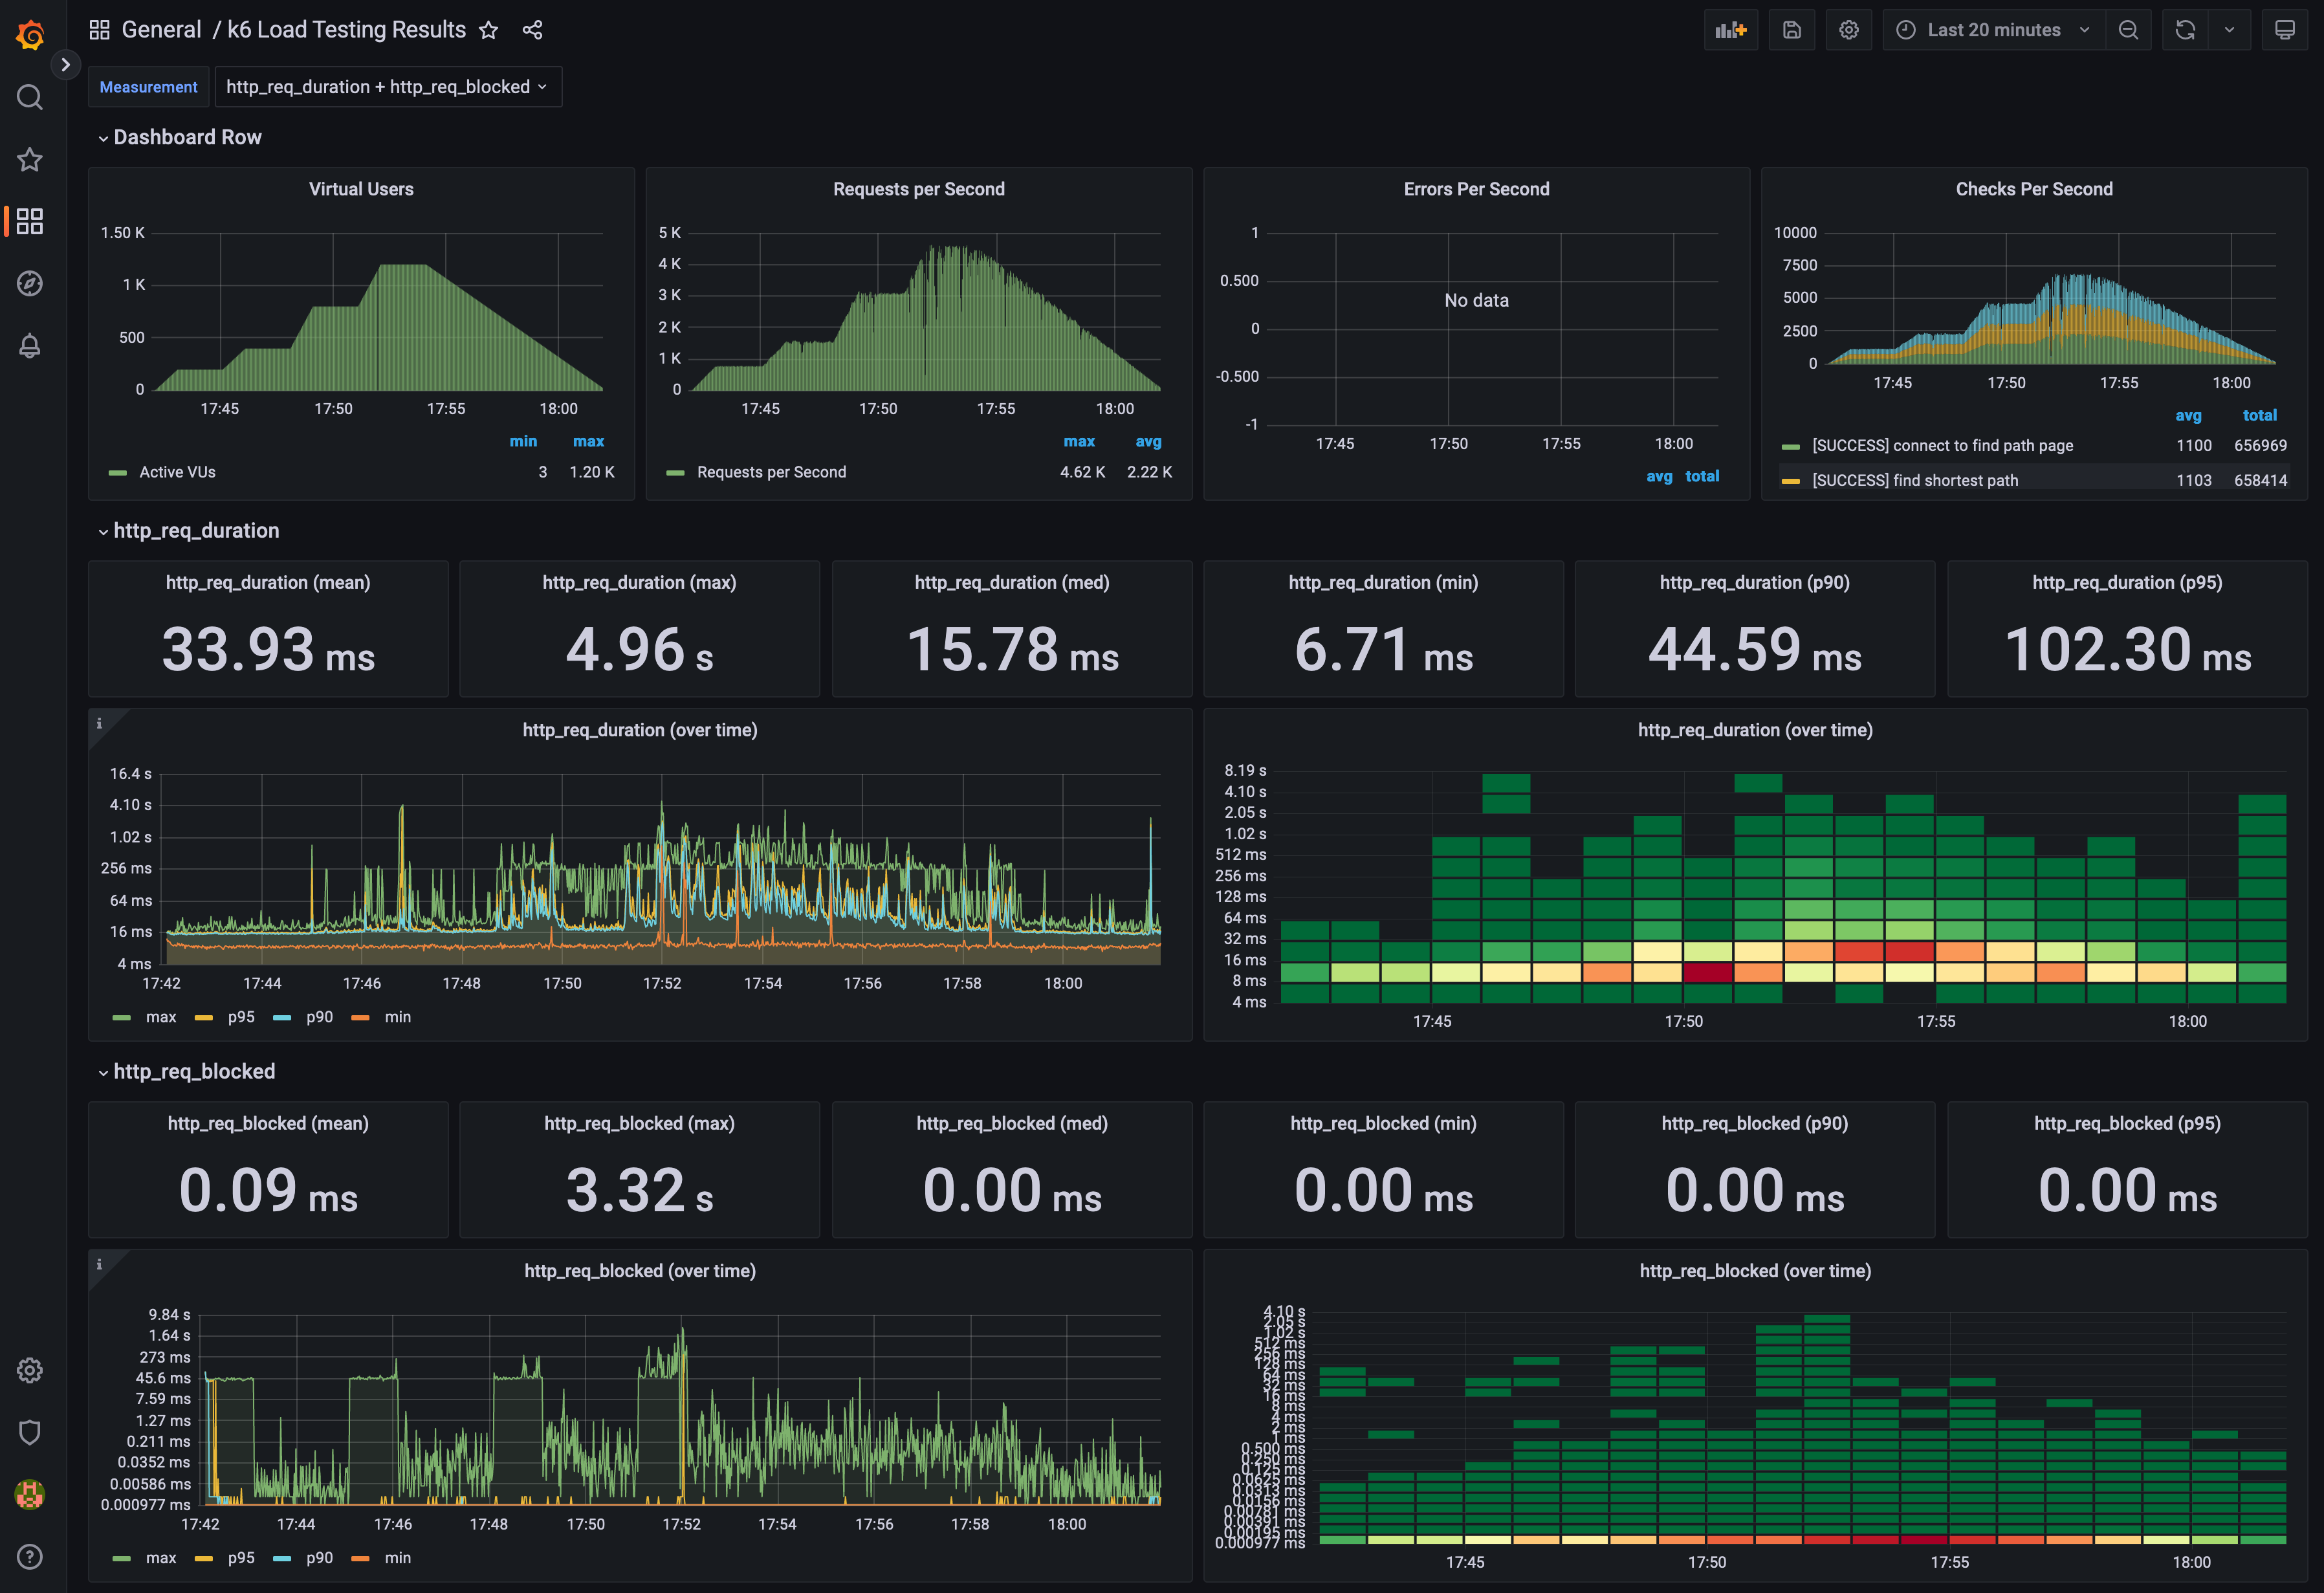 General / k6 Load Testing Results
Last 20 minutes
Measurement
http_req_duration + http_req_blocked
Dashboard Row
Virtual Users
1.50 K
1 K
500
0
17:45 17:50 17:55 18:00
min max
Active VUs 3 1.20 K
Requests per Second
5 K
4 K
3 K
2 K
1 K
0
17:45 17:50 17:55 18:00
max avg
Requests per Second 4.62 K 2.22 K
Errors Per Second
1
0.500
0
-0.500
-1
No data
17:45 17:50 17:55 18:00
avg total
Checks Per Second
10000
7500
5000
2500
0
17:45 17:50 17:55 18:00
avg total
[SUCCESS] connect to find path page 1100 656969
[SUCCESS] find shortest path 1103 658414
http_req_duration
http_req_duration (mean)
33.93 ms
http_req_duration (max)
4.96 s
http_req_duration (med)
15.78 ms
http_req_duration (min)
6.71 ms
http_req_duration (p90)
44.59 ms
http_req_duration (p95)
102.30 ms
http_req_duration (over time)
16.4 s
4.10 s
1.02 s
256 ms
64 ms
16 ms
4 ms
17:42 17:44 17:46 17:48 17:50 17:52 17:54 17:56 17:58 18:00
max p95 p90 min
http_req_duration (over time)
8.19 s
4.10 s
2.05 s
1.02 s
512 ms
256 ms
128 ms
64 ms
32 ms
16 ms
8 ms
4 ms
17:45 17:50 17:55 18:00
http_req_blocked
http_req_blocked (mean)
0.09 ms
http_req_blocked (max)
3.32 s
http_req_blocked (med)
0.00 ms
http_req_blocked (min)
0.00 ms
http_req_blocked (p90)
0.00 ms
http_req_blocked (p95)
0.00 ms
http_req_blocked (over time)
9.84 s
1.64 s
273 ms
45.6 ms
7.59 ms
1.27 ms
0.211 ms
0.0352 ms
0.00586 ms
0.000977 ms
17:42 17:44 17:46 17:48 17:50 17:52 17:54 17:56 17:58 18:00
max p95 p90 min
http_req_blocked (over time)
4.10 s
2.05 s
1.02 s
512 ms
256 ms
128 ms
64 ms
32 ms
16 ms
8 ms
4 ms
2 ms
1 ms
0.500 ms
0.250 ms
0.125 ms
0.0625 ms
0.0313 ms
0.0156 ms
0.00781 ms
0.00391 ms
0.00195 ms
0.000977 ms
17:45 17:50 17:55 18:00